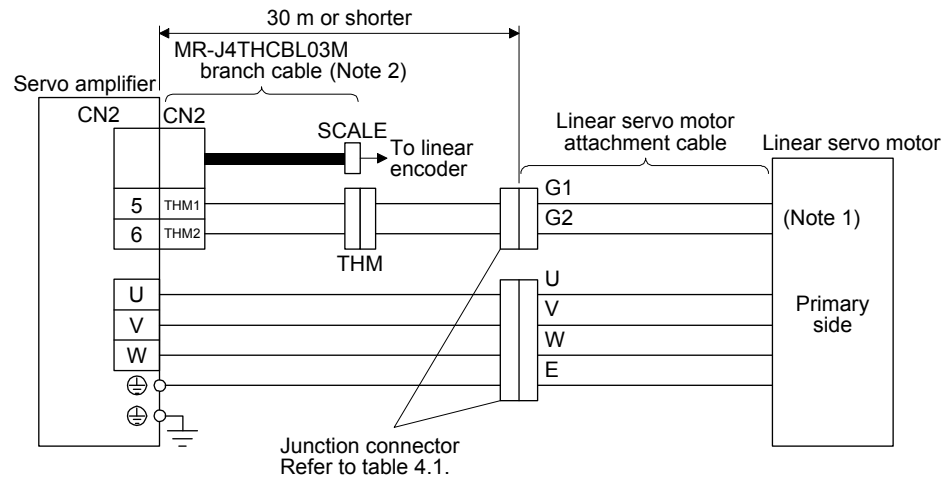 30 m or shorter
MR-J4THCBL03M
branch cable (Note 2)
Servo amplifier
CN2
CN2
SCALE
To linear
encoder
Linear servo motor
attachment cable
Linear servo motor
5
THM1
G1
6
THM2
G2
(Note 1)
THM
U
U
V
V
W
W
E
Primary
side
Junction connector
Refer to table 4.1.